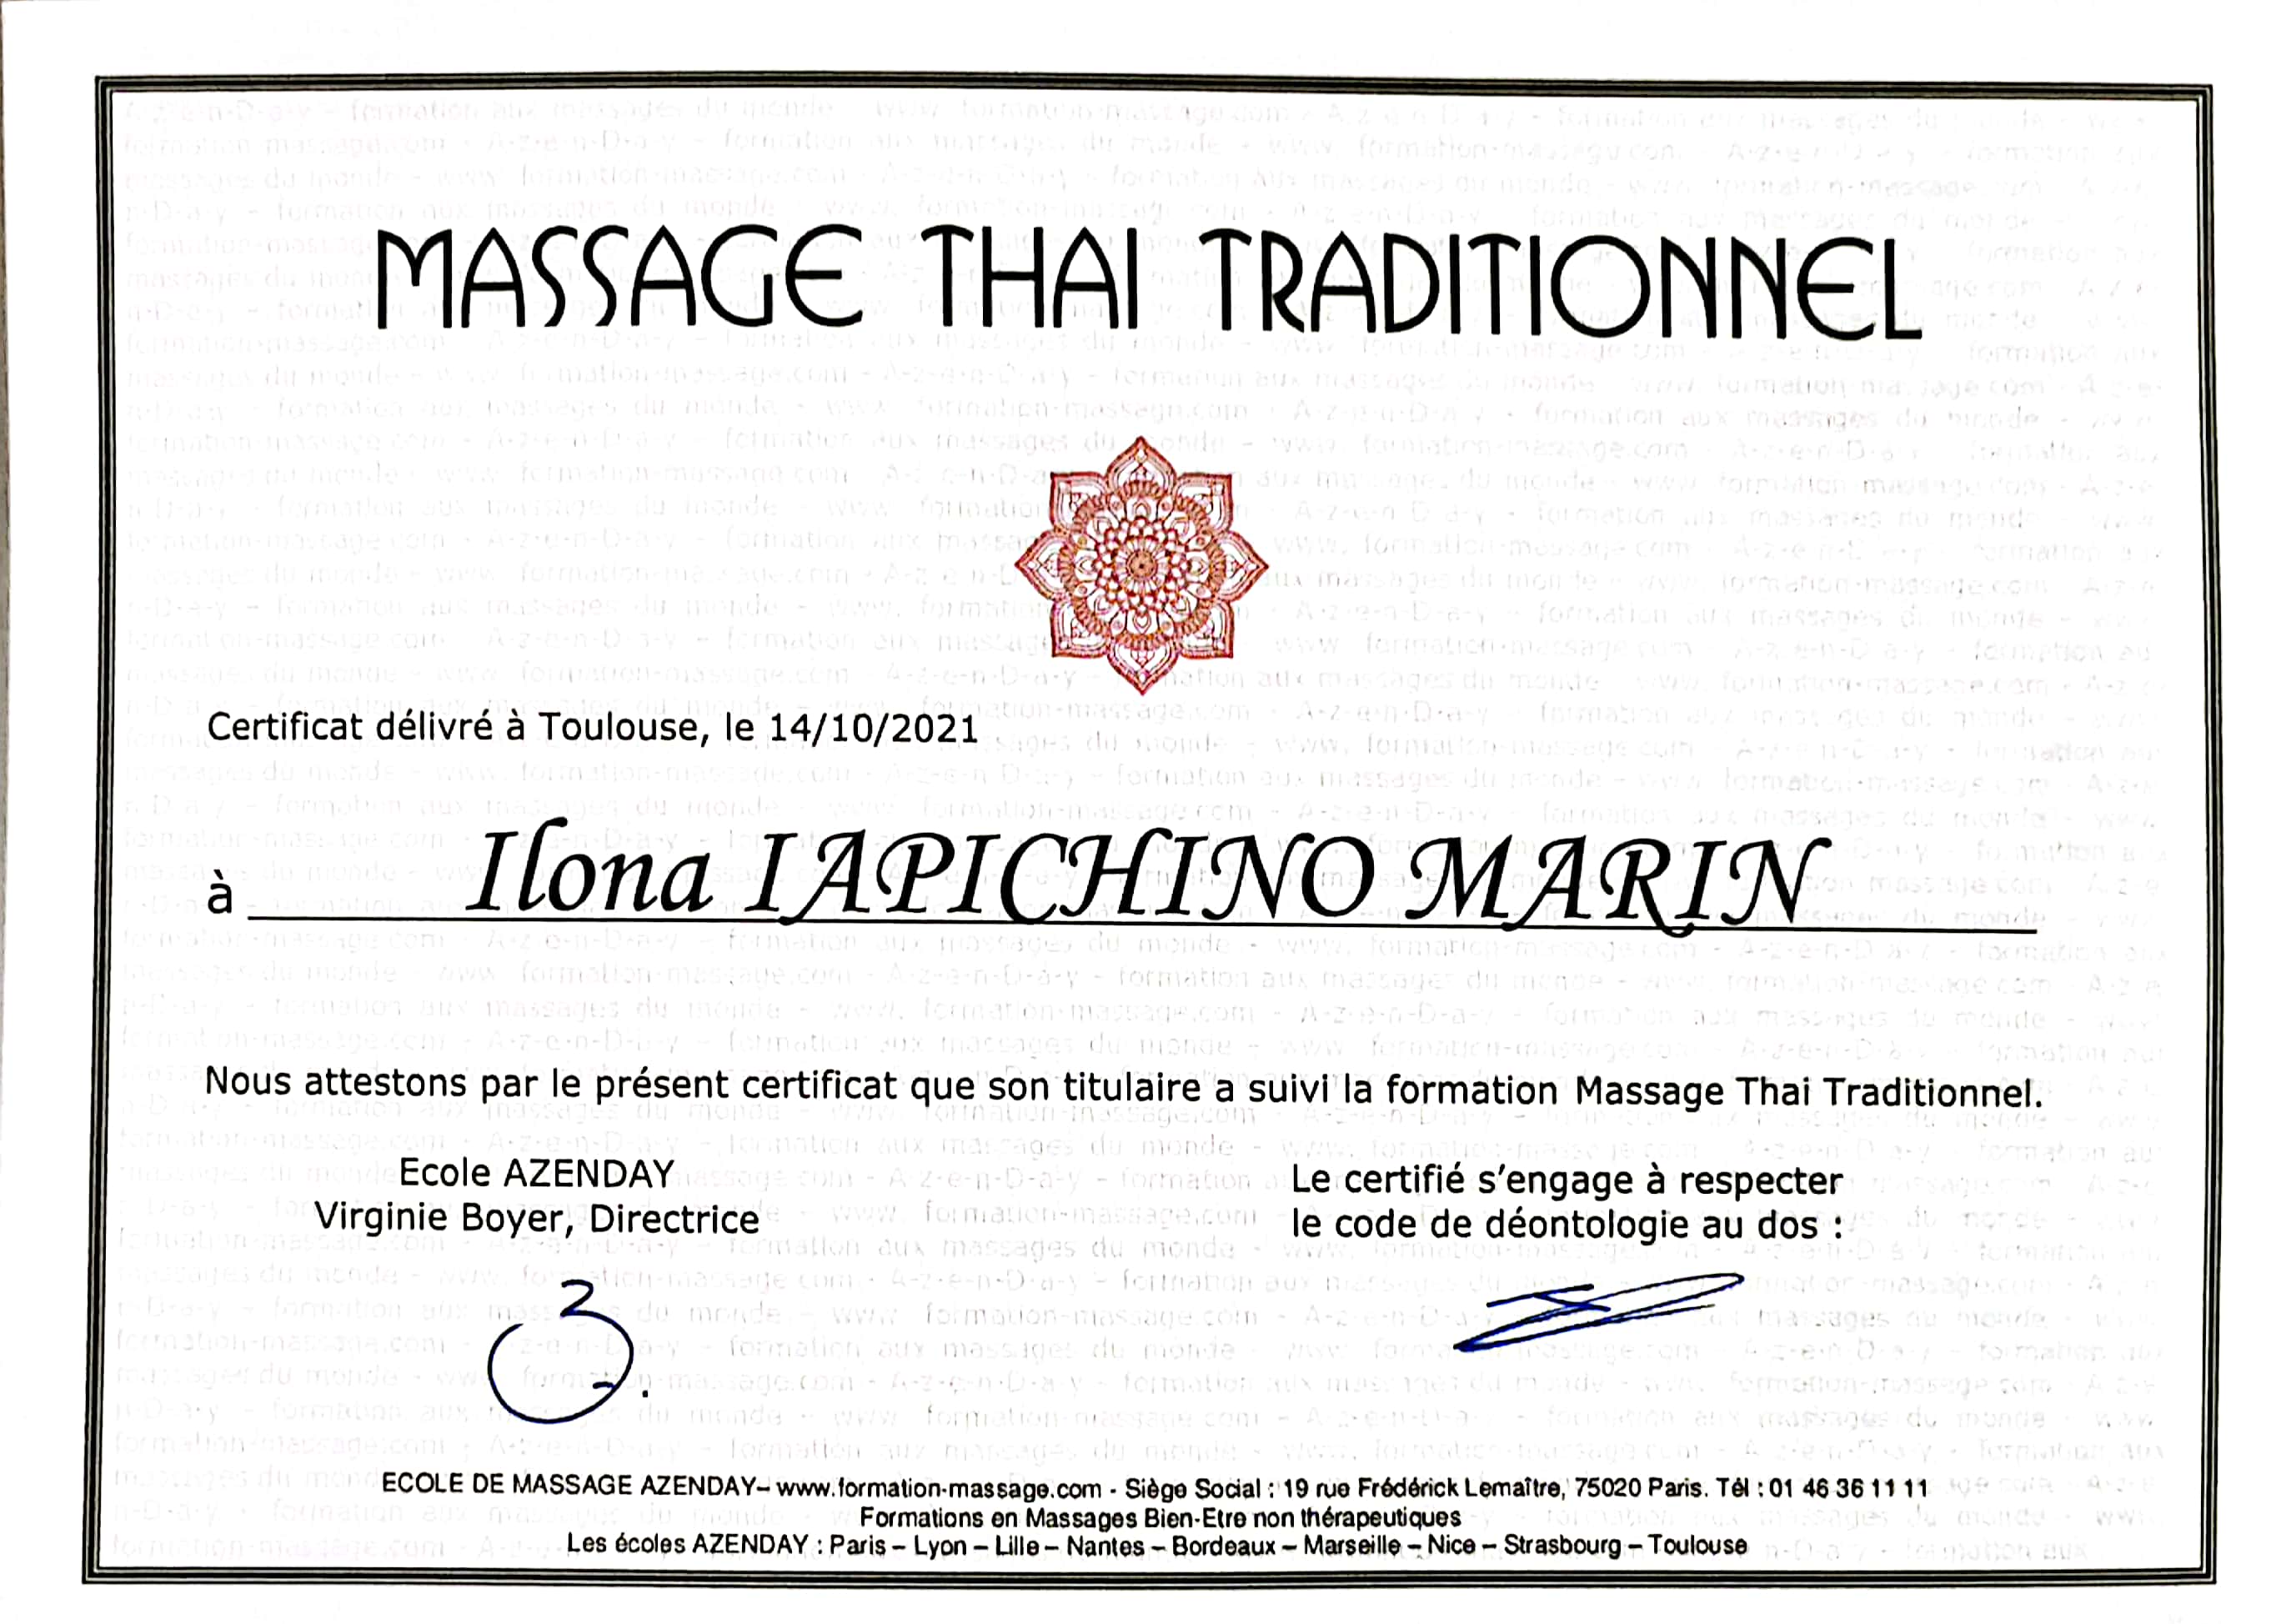 MASSAGE THAI TRADITIONNEL
Certificat délivré à Toulouse, le 14/10/2021
à Ilona IAPICHINO MARIN
Nous attestons par le présent certificat que son titulaire a suivi la formation Massage Thaï Traditionnel.
Ecole AZENDAY
Virginie Boyer, Directrice
Le certifié s’engage à respecter
le code de déontologie au dos :
ECOLE DE MASSAGE AZENDAY– www.formation-massage.com - Siège Social : 19 rue Frédérick Lemaître, 75020 Paris. Tél : 01 46 36 11 11
Formations en Massages Bien-Etre non thérapeutiques
Les écoles AZENDAY : Paris – Lyon – Lille – Nantes – Bordeaux – Marseille – Nice – Strasbourg – Toulouse